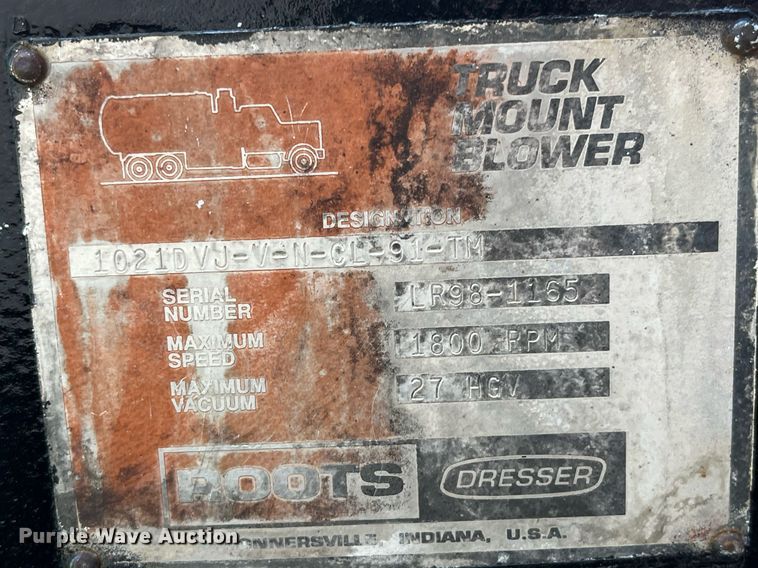 TRUCK
MOUNT
BLOWER
DESIGNATION
1021DVJ-V-N-CL-91-TM
SERIAL NUMBER LR98-1165
MAXIMUM SPEED 1800 RPM
MAXIMUM VACUUM 27 HGV
ROOTS DRESSER
CONNERSVILLE, INDIANA, U.S.A.
Purple Wave Auction